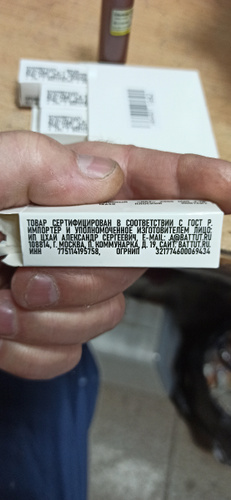 ТОВАР СЕРТИФИЦИРОВАН В СООТВЕТСТВИИ С ГОСТ Р.
ИМПОРТЕР И УПОЛНОМОЧЕННОЕ ИЗГОТОВИТЕЛЕМ ЛИЦО:
ИП ЦХАЙ АЛЕКСАНДР СЕРГЕЕВИЧ. E-MAIL: A@BATTUT.RU
108814, Г. МОСКВА, П. КОММУНАРКА, Д. 19, САЙТ: BATTUT.RU.
ИНН 775114195758, ОГРНИП 321774600069434